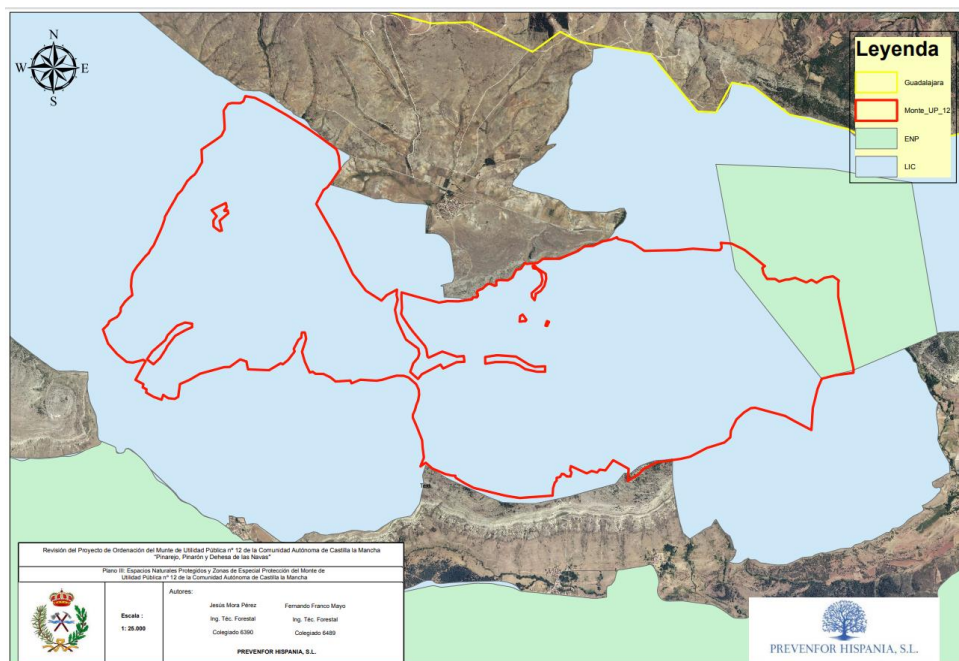 N
W
E
S
Leyenda
Guadalajara
Monte_UP_12
ENP
LIC
Revisión del Proyecto de Ordenación del Munte de Utilidad Pública nº 12 de la Comunidad Autónoma de Castilla la Mancha
"Pinarejo, Pinarón y Dehesa de las Navas"
Plano III: Espacios Naturales Protegidos y Zonas de Especial Protección del Monte de
Utilidad Pública nº 12 de la Comunidad Autónoma de Castilla la Mancha
Escala :
1: 25.000
Autores:
Jesús Mora Pérez
Fernando Franco Mayo
Ing. Téc. Forestal
Ing. Téc. Forestal
Colegiado 6390
Colegiado 6489
PREVENFOR HISPANIA, S.L.
PREVENFOR HISPANIA, S.L.